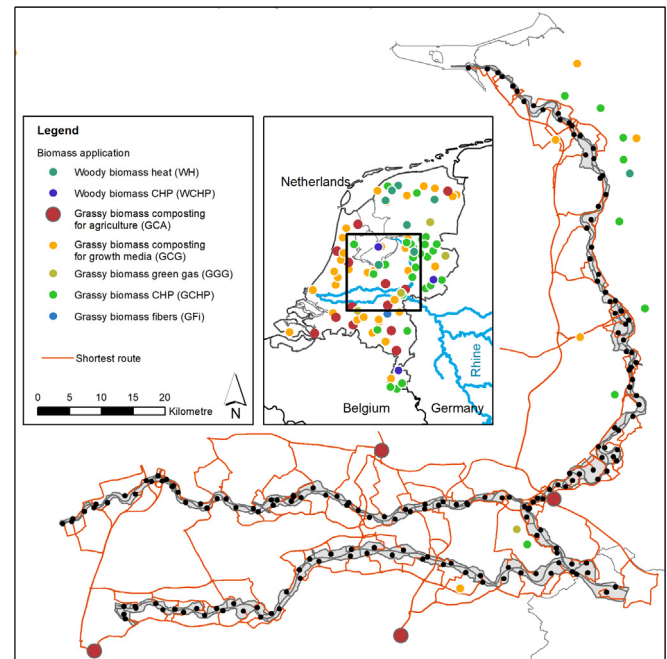 Legend
Biomass application
Woody biomass heat (WH)
Woody biomass CHP (WCHP)
Grassy biomass composting
for agriculture (GCA)
Grassy biomass composting
for growth media (GCG)
Grassy biomass green gas (GGG)
Grassy biomass CHP (GCHP)
Grassy biomass fibers (GFi)
Shortest route
0 5 10 15 20
Kilometre
N
Netherlands
Rhine
Belgium
Germany